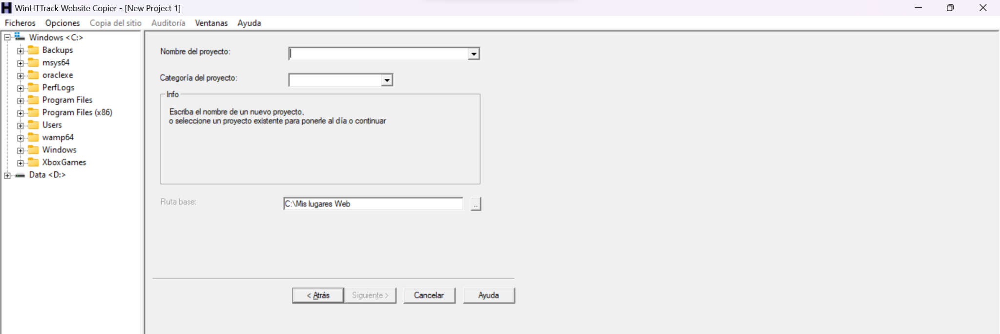 WinHTTrack Website Copier - [New Project 1]
Ficheros Opciones Copia del sitio Auditoría Ventanas Ayuda
Windows <C:>
Backups
msys64
oraclexe
PerfLogs
Program Files
Program Files (x86)
Users
wamp64
Windows
XboxGames
Data <D:>
Nombre del proyecto:
Categoría del proyecto:
Info
Escriba el nombre de un nuevo proyecto,
o seleccione un proyecto existente para ponerle al día o continuar
Ruta base:
C:\Mis lugares Web
..
< Atrás Siguiente > Cancelar Ayuda